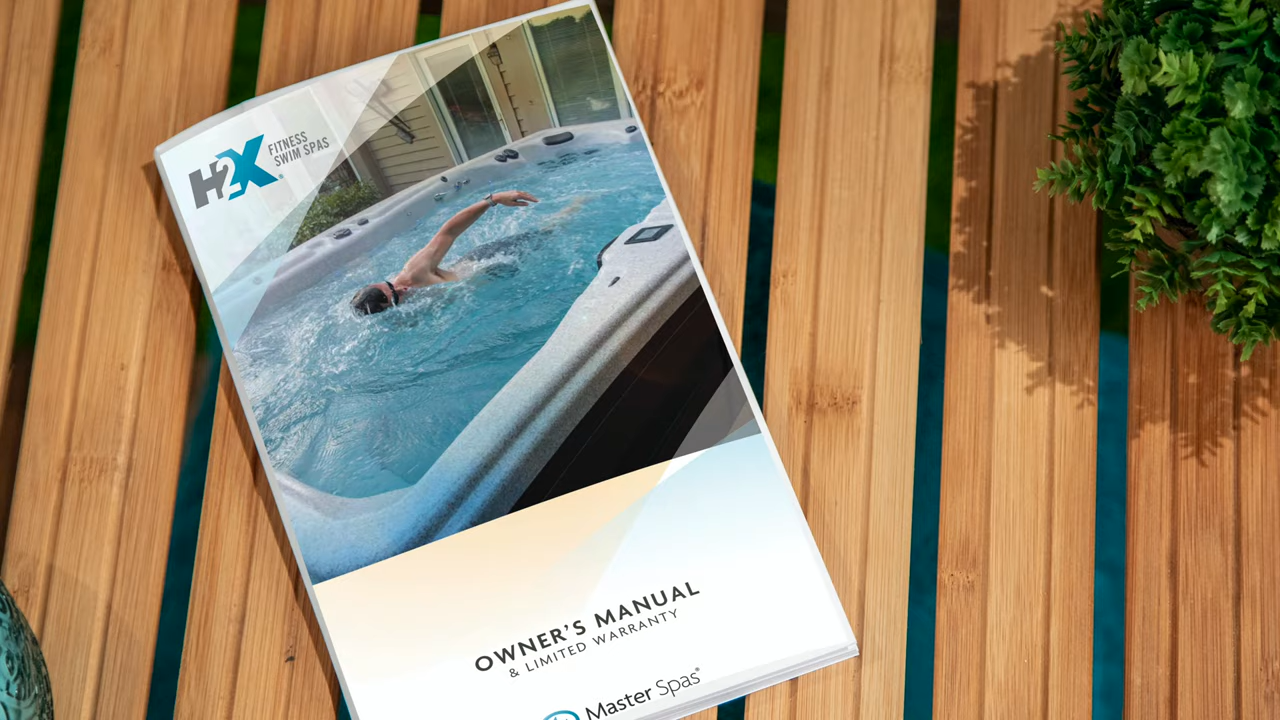 H2X FITNESS
SWIM SPAS
OWNER'S MANUAL
& LIMITED WARRANTY
Master Spas®